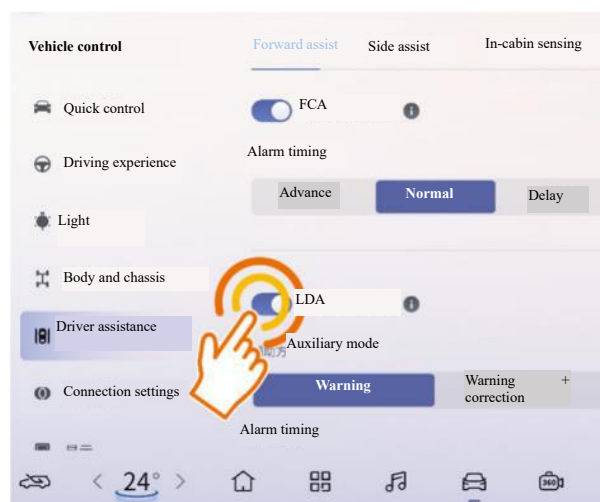 Vehicle control
Forward assist Side assist In-cabin sensing
Quick control
FCA
Driving experience
Alarm timing
Advance Normal Delay
Light
Body and chassis
LDA
Driver assistance
Auxiliary mode
Connection settings
Warning Warning + correction
Alarm timing
< 24° >
360